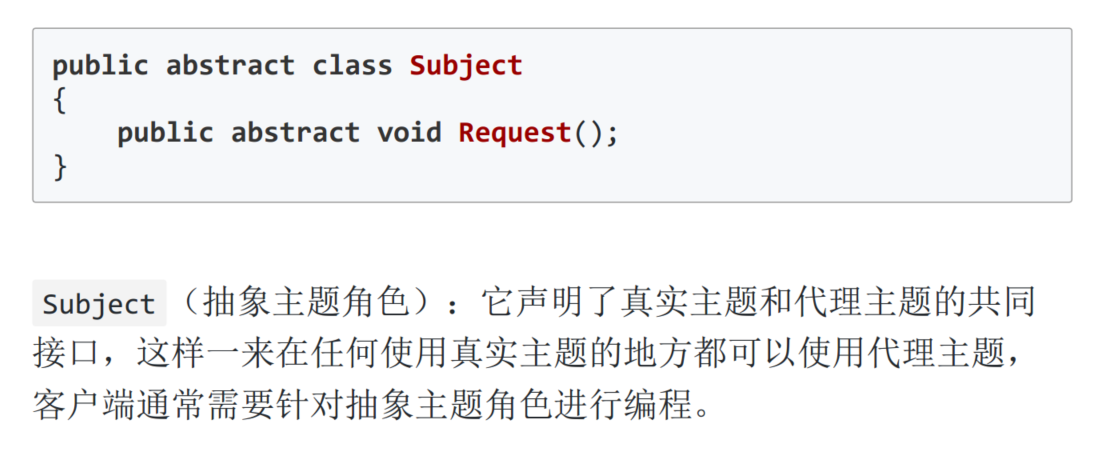 public abstract class Subject
{
    public abstract void Request();
}
Subject（抽象主题角色）：它声明了真实主题和代理主题的共同
接口，这样一来在任何使用真实主题的地方都可以使用代理主题，
客户端通常需要针对抽象主题角色进行编程。